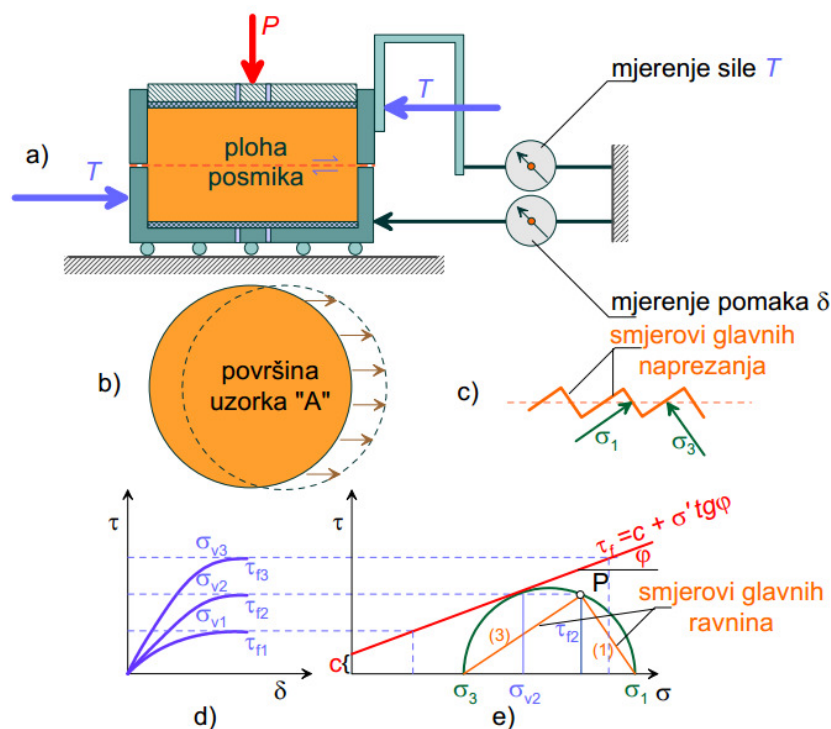 P
mjerenje sile T
T
a)
ploha
posmika
T
mjerenje pomaka δ
smjerovi glavnih
naprezanja
b)
površina
uzorka "A"
c)
σ1
σ3
τ
τ
τf =c + σ' tgφ
φ
σv3
τf3
P
smjerovi glavnih
ravnina
σv2
τf2
(3)
τf2
(1)
σv1
τf1
c{
δ
σ3
σv2
σ1
σ
d)
e)